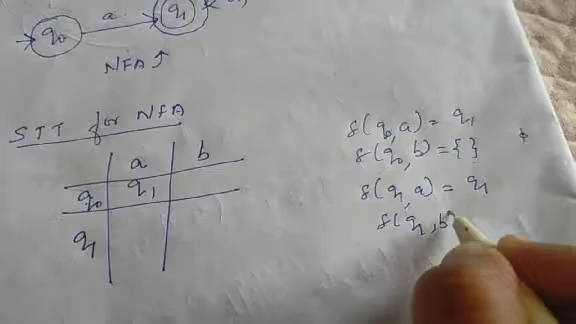 a
q₀ q₁
NFA ↑
STT for NFA
a b
q₀ q₁
q₁
δ(q₀,a) = q₁
δ(q₀,b) = { }
δ(q₁,a) = q₁
δ(q₁,b)